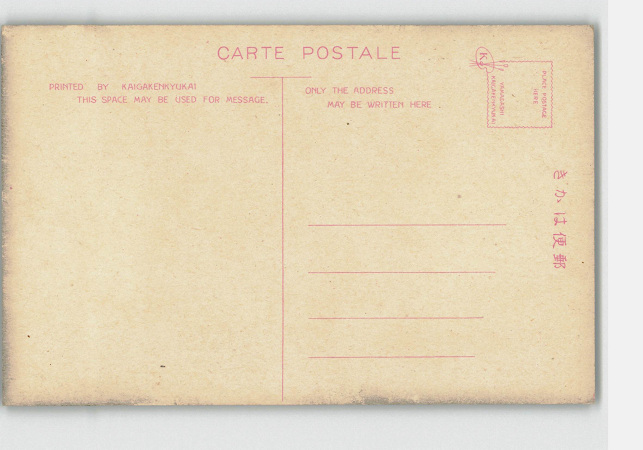 CARTE POSTALE
PRINTED BY KAIGAKENKYUKAI
THIS SPACE MAY BE USED FOR MESSAGE.
ONLY THE ADDRESS
MAY BE WRITTEN HERE
POSTAGE
HERE
KAIGAKENKYUKAI
きがは便郵